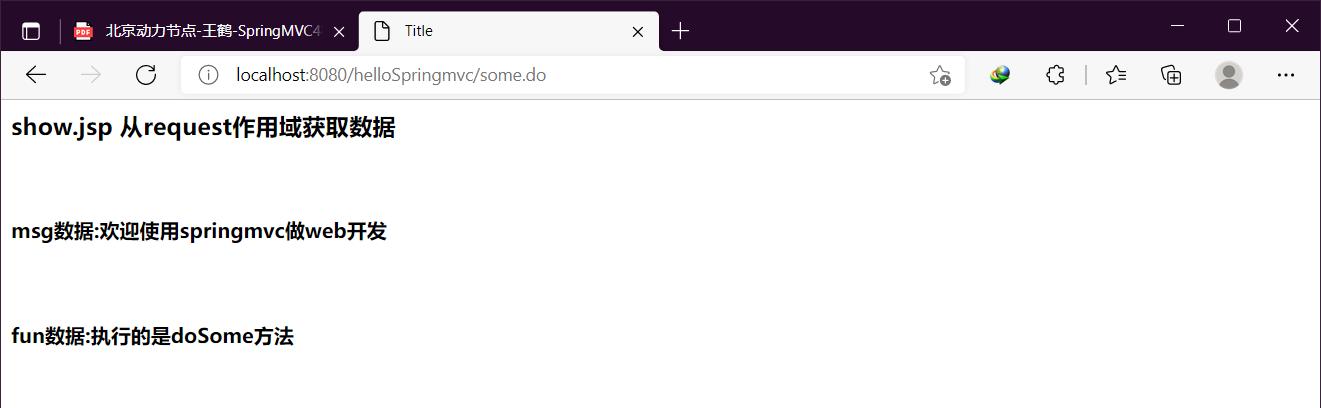 PDF
北京动力节点-王鹤-SpringMVC4
Title
localhost:8080/helloSpringmvc/some.do
show.jsp 从request作用域获取数据
msg数据:欢迎使用springmvc做web开发
fun数据:执行的是doSome方法